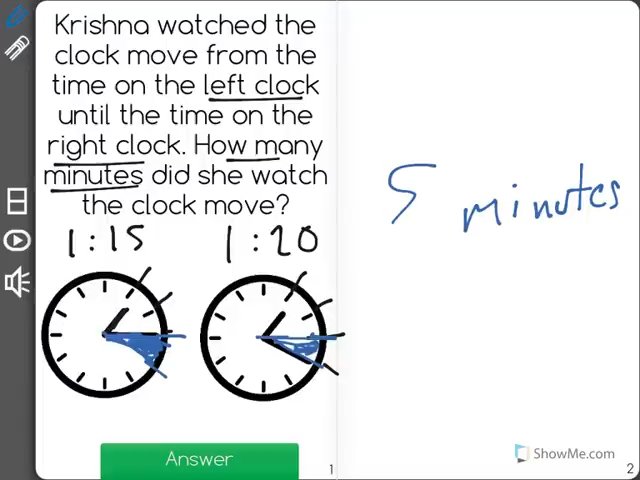 Krishna watched the
clock move from the
time on the left clock
until the time on the
right clock. How many
minutes did she watch
the clock move?
1:15
1:20
Answer
1
5 minutes
ShowMe.com
2